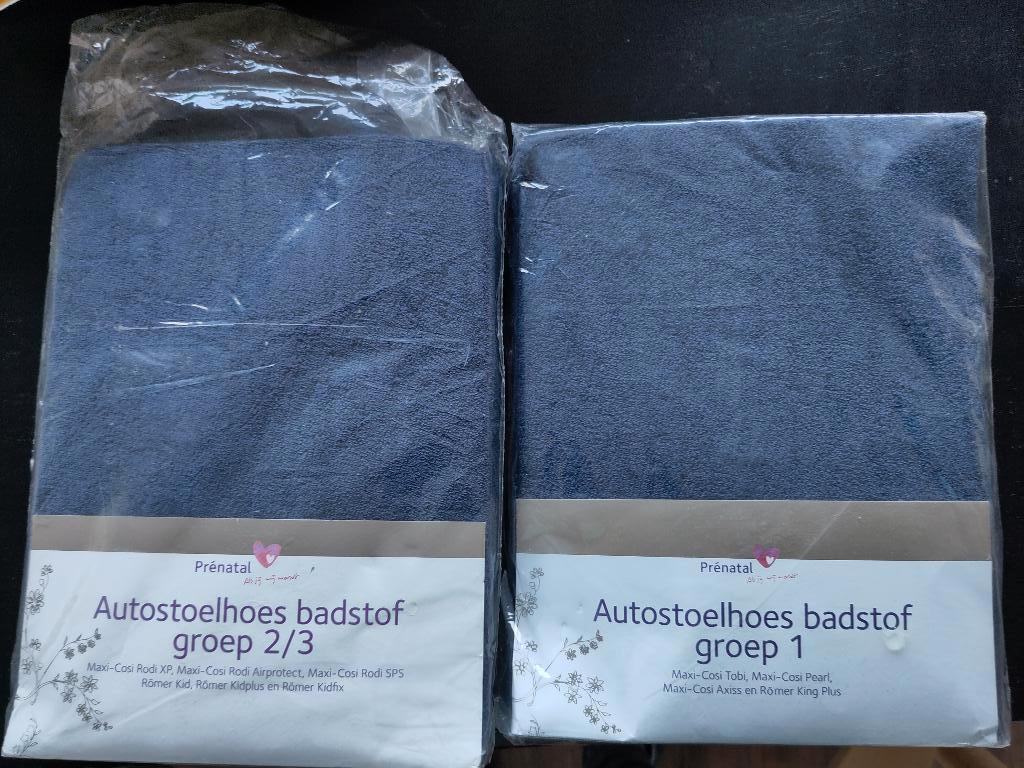 Prénatal
Autostoelhoes badstof
groep 2/3
Maxi-Cosi Rodi XP, Maxi-Cosi Rodi Airprotect, Maxi-Cosi Rodi SPS
Römer Kid, Römer Kidplus en Römer Kidfix
Prénatal
Autostoelhoes badstof
groep 1
Maxi-Cosi Tobi, Maxi-Cosi Pearl,
Maxi-Cosi Axiss en Römer King Plus